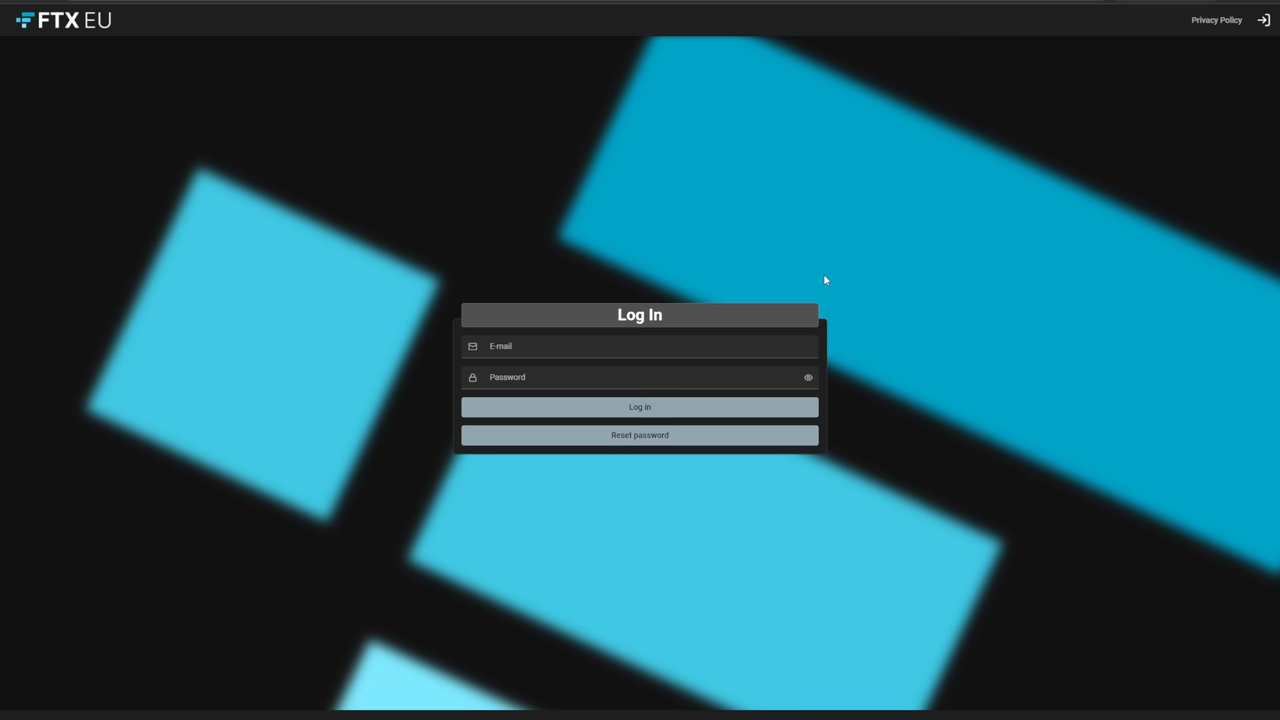 FTX EU
Privacy Policy
Log In
E-mail
Password
Log in
Reset password